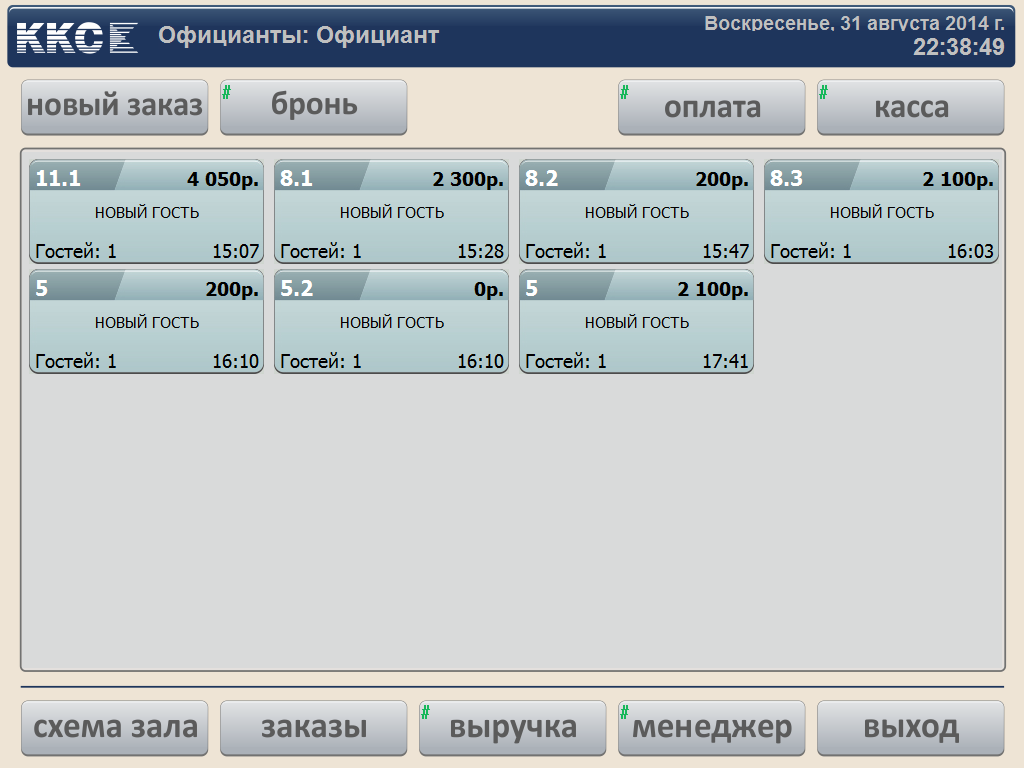 ККС Официанты: Официант
Воскресенье, 31 августа 2014 г.
22:38:49
новый заказ
# бронь
# оплата
# касса
11.1 4 050р.
НОВЫЙ ГОСТЬ
Гостей: 1 15:07
8.1 2 300р.
НОВЫЙ ГОСТЬ
Гостей: 1 15:28
8.2 200р.
НОВЫЙ ГОСТЬ
Гостей: 1 15:47
8.3 2 100р.
НОВЫЙ ГОСТЬ
Гостей: 1 16:03
5 200р.
НОВЫЙ ГОСТЬ
Гостей: 1 16:10
5.2 0р.
НОВЫЙ ГОСТЬ
Гостей: 1 16:10
5 2 100р.
НОВЫЙ ГОСТЬ
Гостей: 1 17:41
схема зала
заказы
# выручка
# менеджер
выход